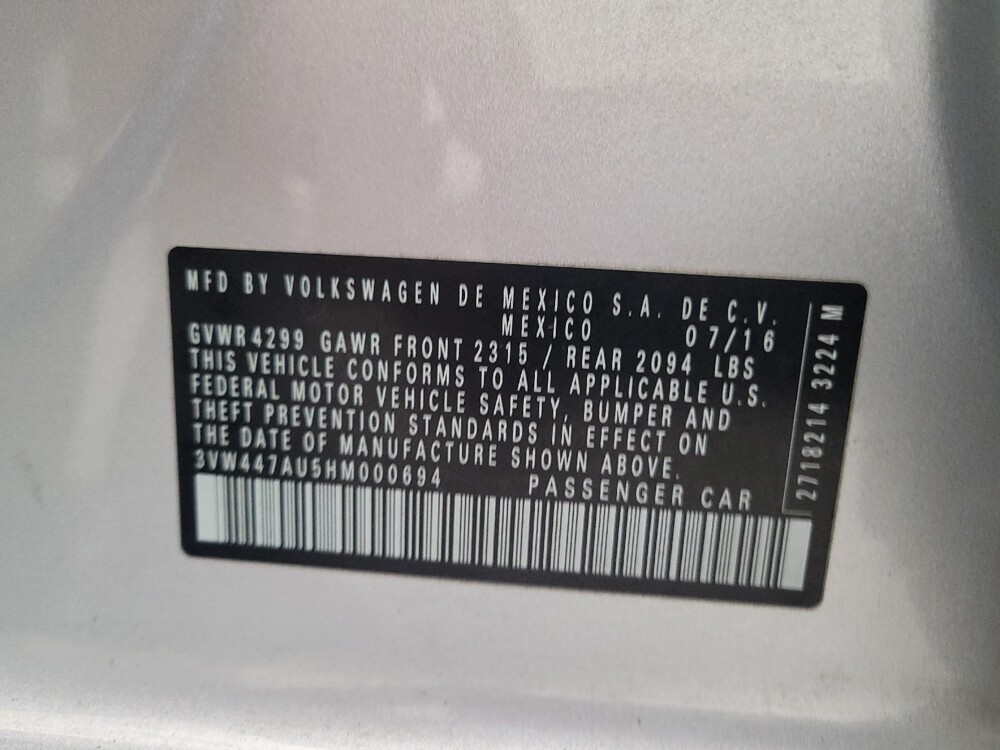 MFD BY VOLKSWAGEN DE MEXICO S.A. DE C.V.
MEXICO 07/16
GVWR 4299 GAWR FRONT 2315 / REAR 2094 LBS
THIS VEHICLE CONFORMS TO ALL APPLICABLE U.S.
FEDERAL MOTOR VEHICLE SAFETY, BUMPER AND
THEFT PREVENTION STANDARDS IN EFFECT ON
THE DATE OF MANUFACTURE SHOWN ABOVE.
3VW447AU5HM000694 PASSENGER CAR
2718214 3224 M